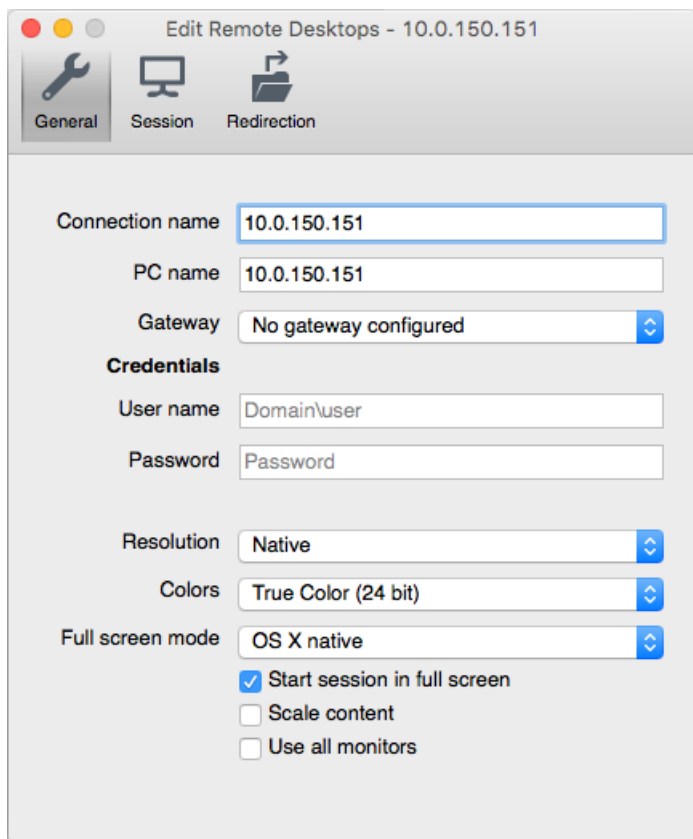 Edit Remote Desktops - 10.0.150.151
General Session Redirection
Connection name 10.0.150.151
PC name 10.0.150.151
Gateway No gateway configured
Credentials
User name Domain\user
Password Password
Resolution Native
Colors True Color (24 bit)
Full screen mode OS X native
Start session in full screen
Scale content
Use all monitors